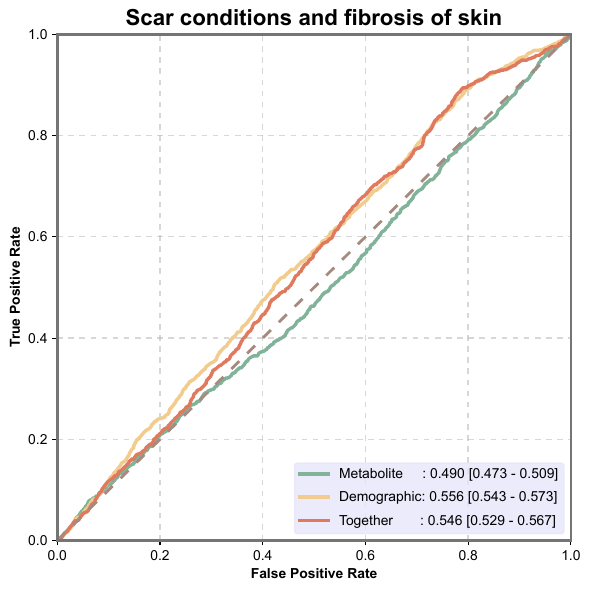 Scar conditions and fibrosis of skin
True Positive Rate
1.0
0.8
0.6
0.4
0.2
0.0
Metabolite : 0.490 [0.473 - 0.509]
Demographic: 0.556 [0.543 - 0.573]
Together : 0.546 [0.529 - 0.567]
0.0 0.2 0.4 0.6 0.8 1.0
False Positive Rate